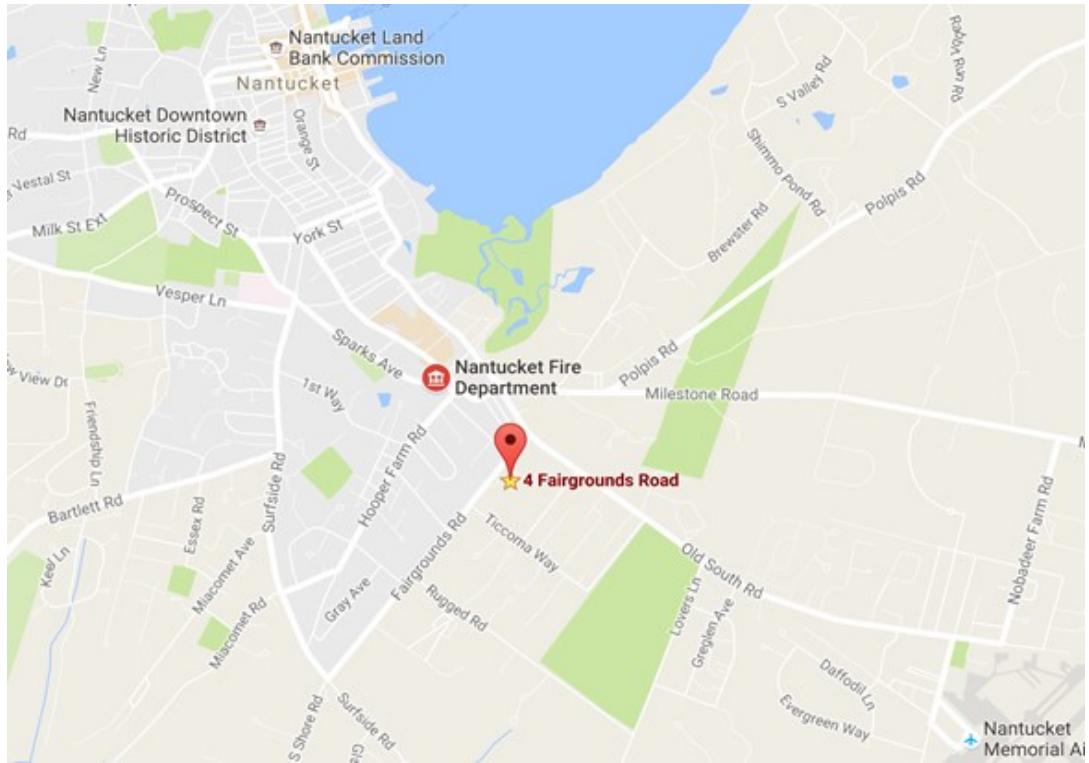 Nantucket Land
Bank Commission
Nantucket
New Ln
Nantucket Downtown
Historic District
Rd
Orange St
Nestal St
Prospect St
Milk St Ext
York St
Vesper Ln
S Valley Rd
Shimmo Pond Rd
Polpis Rd
Brewster Rd
Sparks Ave
Nantucket Fire
Department
Polpis Rd
Milestone Road
View Dr
1st Way
Friendship Ln
Hooper Farm Rd
Surfside Rd
4 Fairgrounds Road
Bartlett Rd
Essex Rd
Ticcoma Way
Nobadeer Farm Rd
Keel Ln
Miacomet Ave
Fairgrounds Rd
Old South Rd
Gray Ave
Rugged Rd
Lovers Ln
Greglen Ave
Miacomet Rd
Daffodil Ln
S Shore Rd
Surfside Rd
Evergreen Way
Nantucket
Memorial Ai